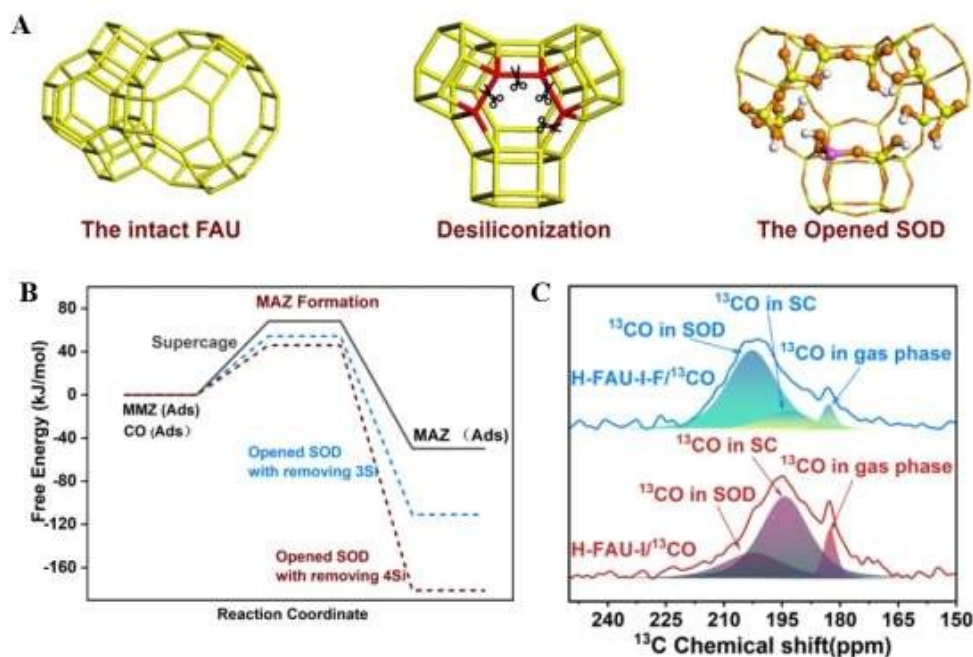 A
The intact FAU
Desiliconization
The Opened SOD
B
MAZ Formation
Supercage
MMZ (Ads)
CO (Ads)
MAZ (Ads)
Opened SOD
with removing 3Si
Opened SOD
with removing 4Si
80
40
0
-40
-80
-120
-160
Free Energy (kJ/mol)
Reaction Coordinate
C
¹³CO in SC
¹³CO in SOD
¹³CO in gas phase
H-FAU-I-F/¹³CO
¹³CO in SC
¹³CO in gas phase
¹³CO in SOD
H-FAU-I/¹³CO
240 225 210 195 180 165 150
¹³C Chemical shift(ppm)